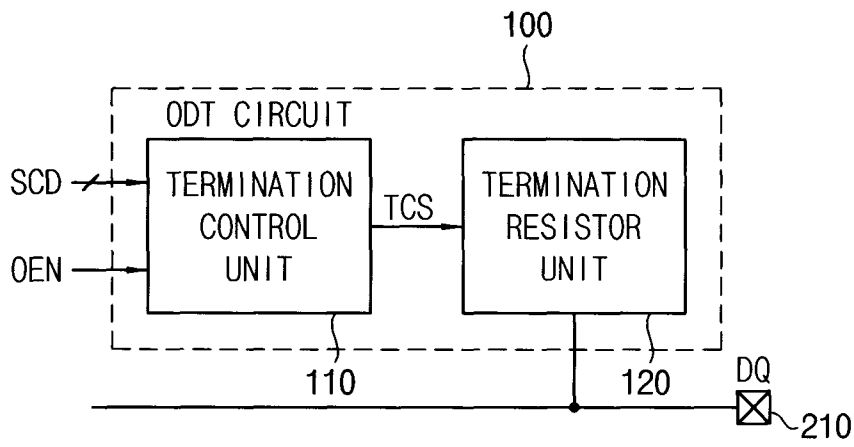 100
ODT CIRCUIT
SCD
OEN
TERMINATION
CONTROL
UNIT
TCS
TERMINATION
RESISTOR
UNIT
110
120
DQ
210